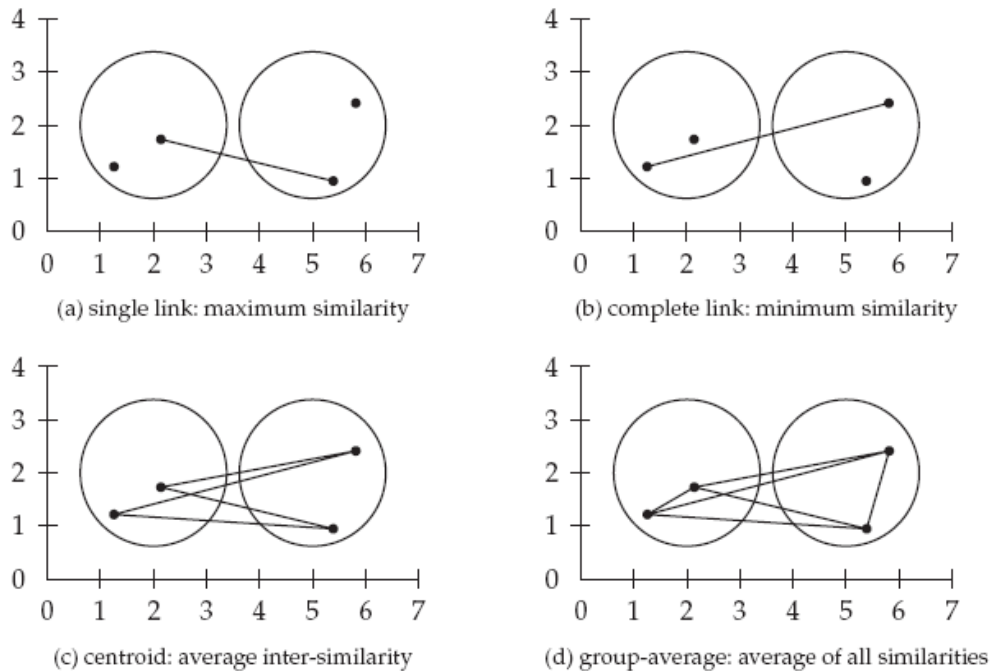 4
3
2
1
0
0 1 2 3 4 5 6 7
(a) single link: maximum similarity
4
3
2
1
0
0 1 2 3 4 5 6 7
(b) complete link: minimum similarity
4
3
2
1
0
0 1 2 3 4 5 6 7
(c) centroid: average inter-similarity
4
3
2
1
0
0 1 2 3 4 5 6 7
(d) group-average: average of all similarities